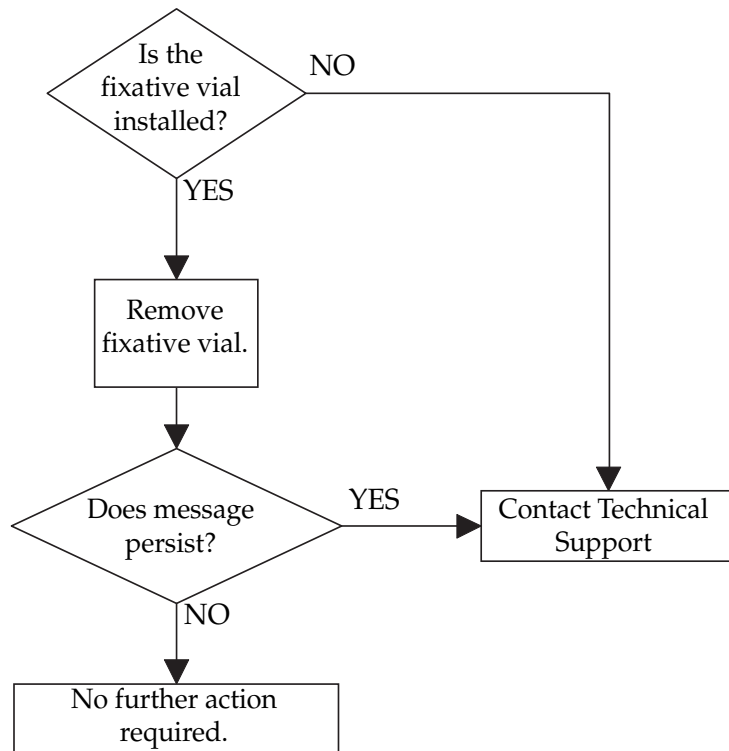 Is the
fixative vial
installed?
NO
YES
Remove
fixative vial.
Does message
persist?
YES
Contact Technical
Support
NO
No further action
required.